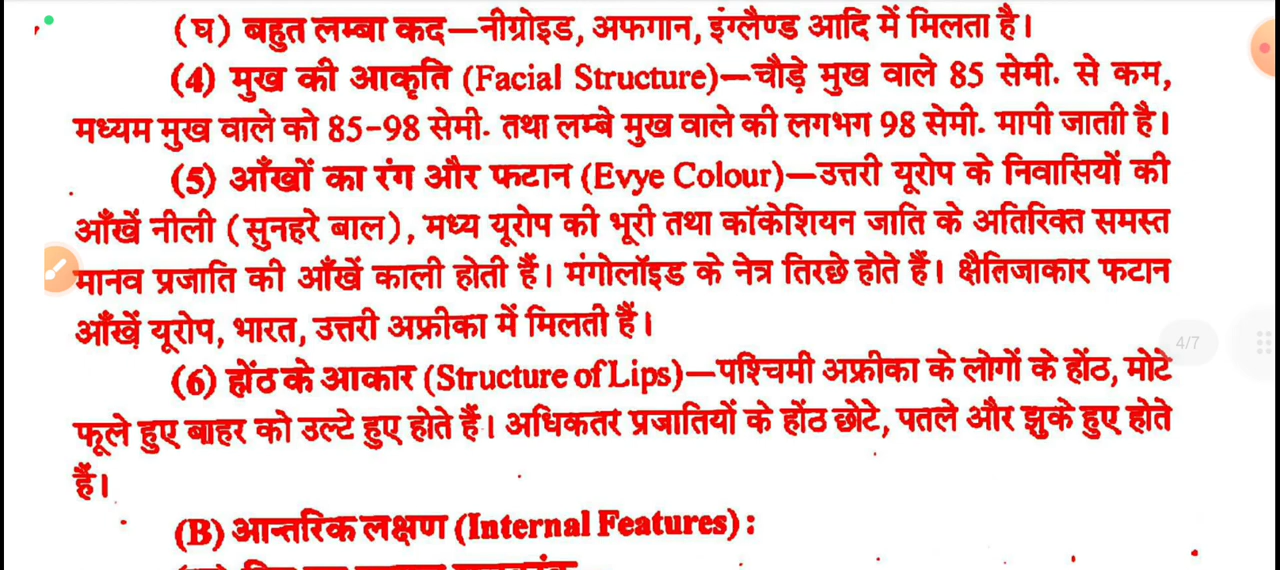 (घ) बहुत लम्बा कद—नीग्रोइड, अफगान, इंग्लैण्ड आदि में मिलता है।
(4) मुख की आकृति (Facial Structure)—चौड़े मुख वाले 85 सेमी. से कम,
मध्यम मुख वाले को 85-98 सेमी. तथा लम्बे मुख वाले की लगभग 98 सेमी. मापी जाताी है।
(5) आँखों का रंग और फटान (Evye Colour)—उत्तरी यूरोप के निवासियों की
आँखें नीली (सुनहरे बाल), मध्य यूरोप की भूरी तथा कॉकेशियन जाति के अतिरिक्त समस्त
मानव प्रजाति की आँखें काली होती हैं। मंगोलॉइड के नेत्र तिरछे होते हैं। क्षैतिजाकार फटान
आँखें यूरोप, भारत, उत्तरी अफ्रीका में मिलती हैं।
4/7
(6) होंठ के आकार (Structure of Lips)—पश्चिमी अफ्रीका के लोगों के होंठ, मोटे
फूले हुए बाहर को उल्टे हुए होते हैं। अधिकतर प्रजातियों के होंठ छोटे, पतले और झुके हुए होते
हैं।
(B) आन्तरिक लक्षण (Internal Features) :